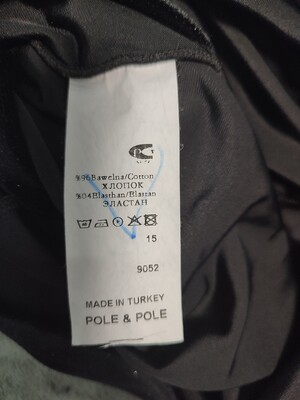 %96Bawelna/Cotton
ХЛОПОК
%04Elasthan/Elastan
ЭЛАСТАН
15
9052
MADE IN TURKEY
POLE & POLE